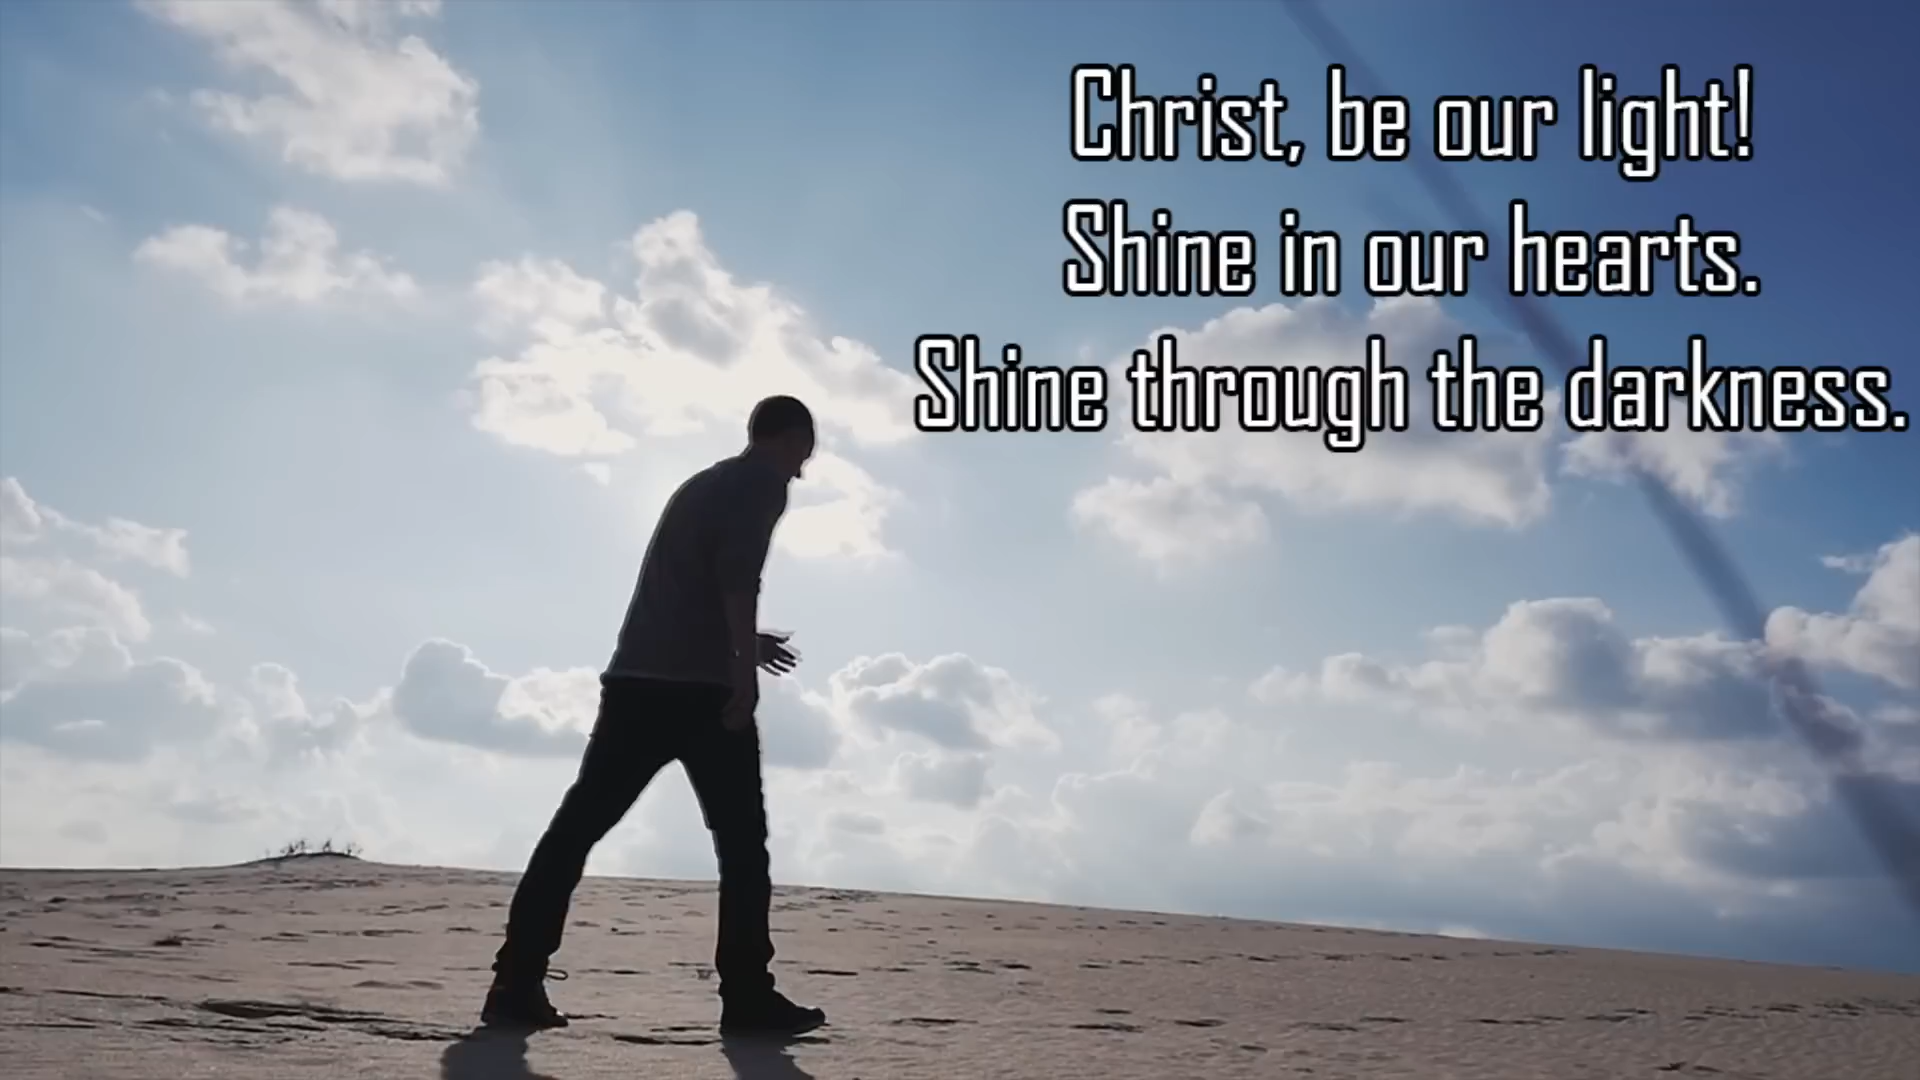 Christ, be our light!
Shine in our hearts.
Shine through the darkness.